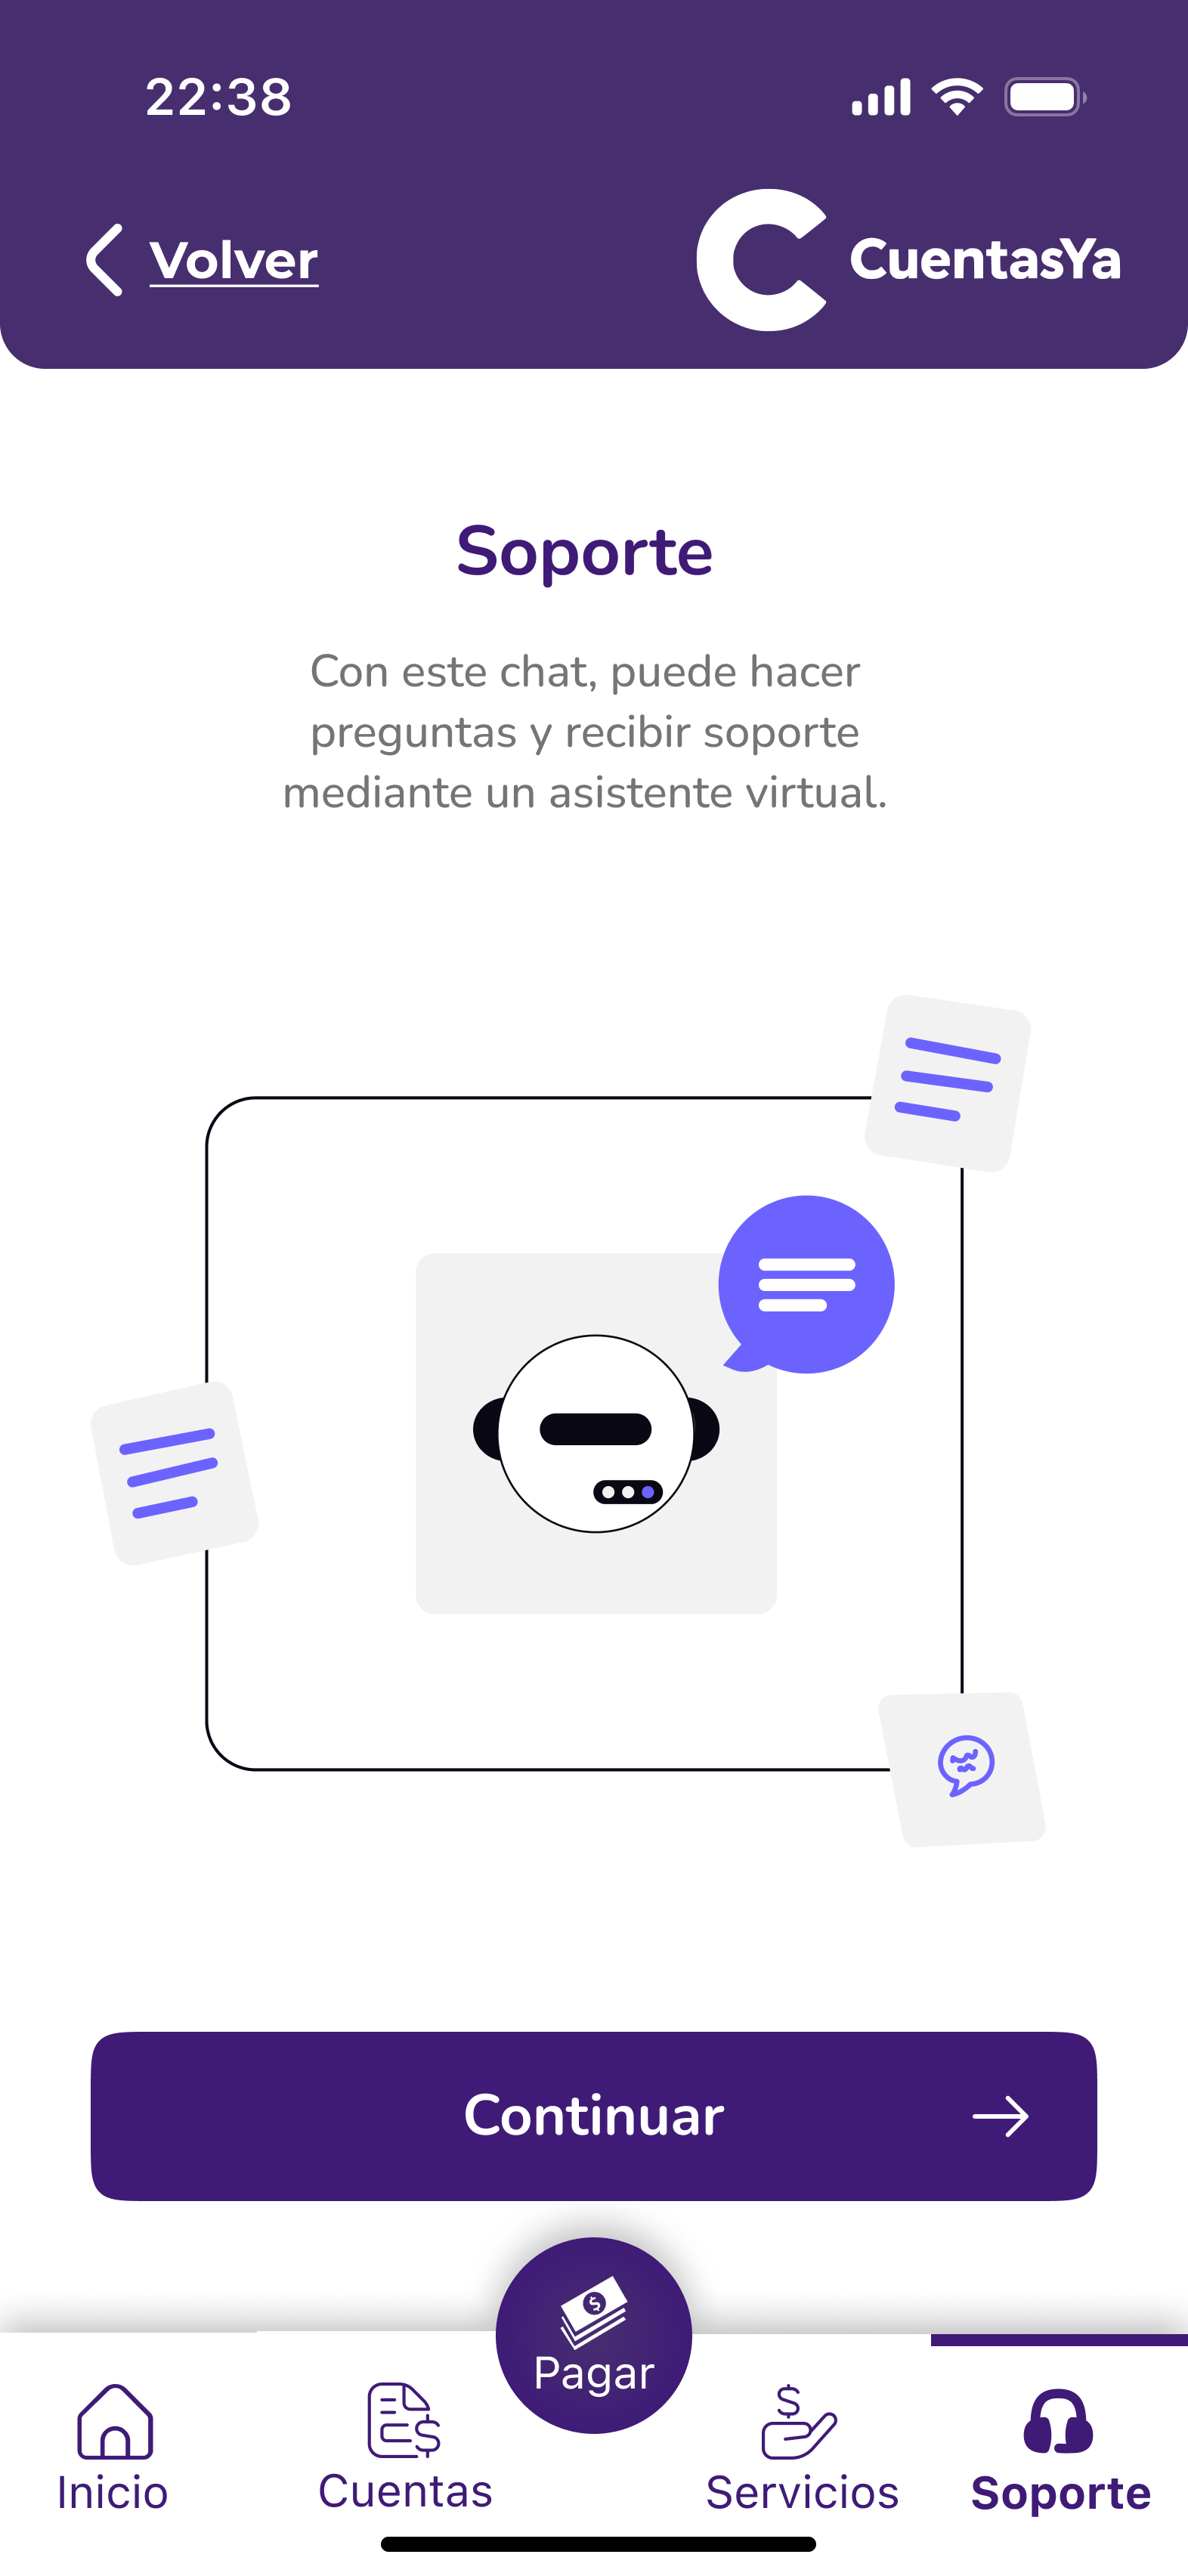 22:38
Volver
CuentasYa
Soporte
Con este chat, puede hacer
preguntas y recibir soporte
mediante un asistente virtual.
Continuar
Pagar
Inicio
Cuentas
Servicios
Soporte